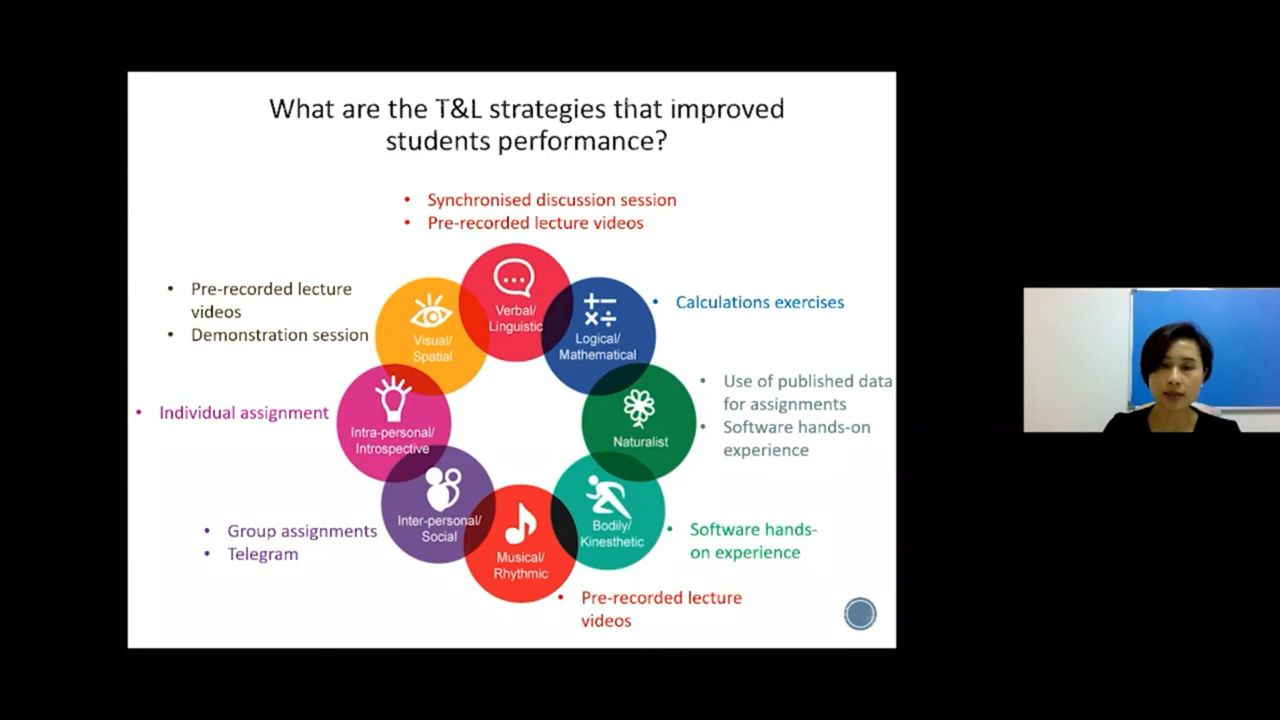 What are the T&L strategies that improved
students performance?
• Synchronised discussion session
• Pre-recorded lecture videos
• Pre-recorded lecture
videos
• Demonstration session
Verbal/
Linguistic
• Calculations exercises
Visual/
Spatial
Logical/
Mathematical
• Individual assignment
Intra-personal/
Introspective
Naturalist
• Use of published data
for assignments
• Software hands-on
experience
• Group assignments
• Telegram
Inter-personal/
Social
Musical/
Rhythmic
Bodily/
Kinesthetic
• Software hands-
on experience
• Pre-recorded lecture
videos